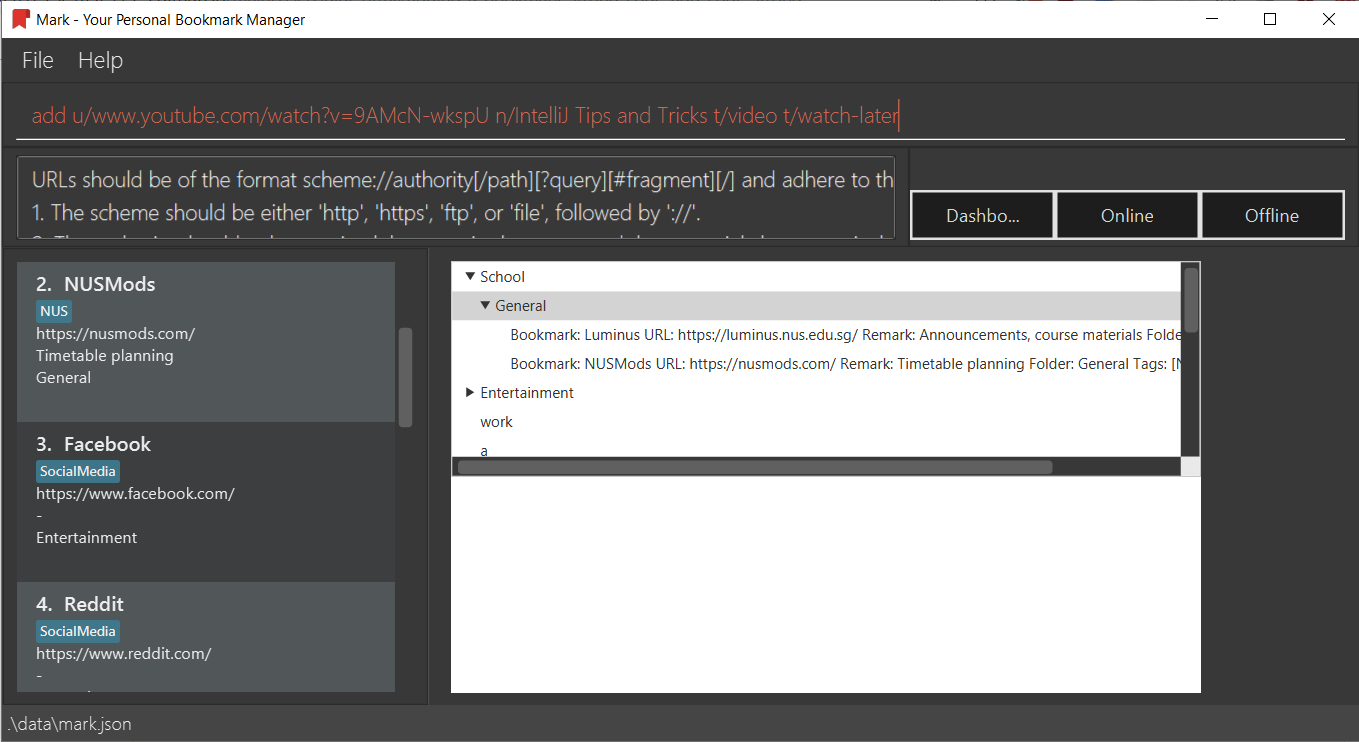 Mark - Your Personal Bookmark Manager
File Help
add u/www.youtube.com/watch?v=9AMcN-wkspU n/IntelliJ Tips and Tricks t/video t/watch-later
URLs should be of the format scheme://authority[/path][?query][#fragment][/] and adhere to th
1. The scheme should be either 'http', 'https', 'ftp', or 'file', followed by '://'.
Dashbo... Online Offline
2. NUSMods
NUS
https://nusmods.com/
Timetable planning
General
3. Facebook
SocialMedia
https://www.facebook.com/
-
Entertainment
4. Reddit
SocialMedia
https://www.reddit.com/
-
School
General
Bookmark: Luminus URL: https://luminus.nus.edu.sg/ Remark: Announcements, course materials Folde
Bookmark: NUSMods URL: https://nusmods.com/ Remark: Timetable planning Folder: General Tags: [N
Entertainment
work
a
.\data\mark.json